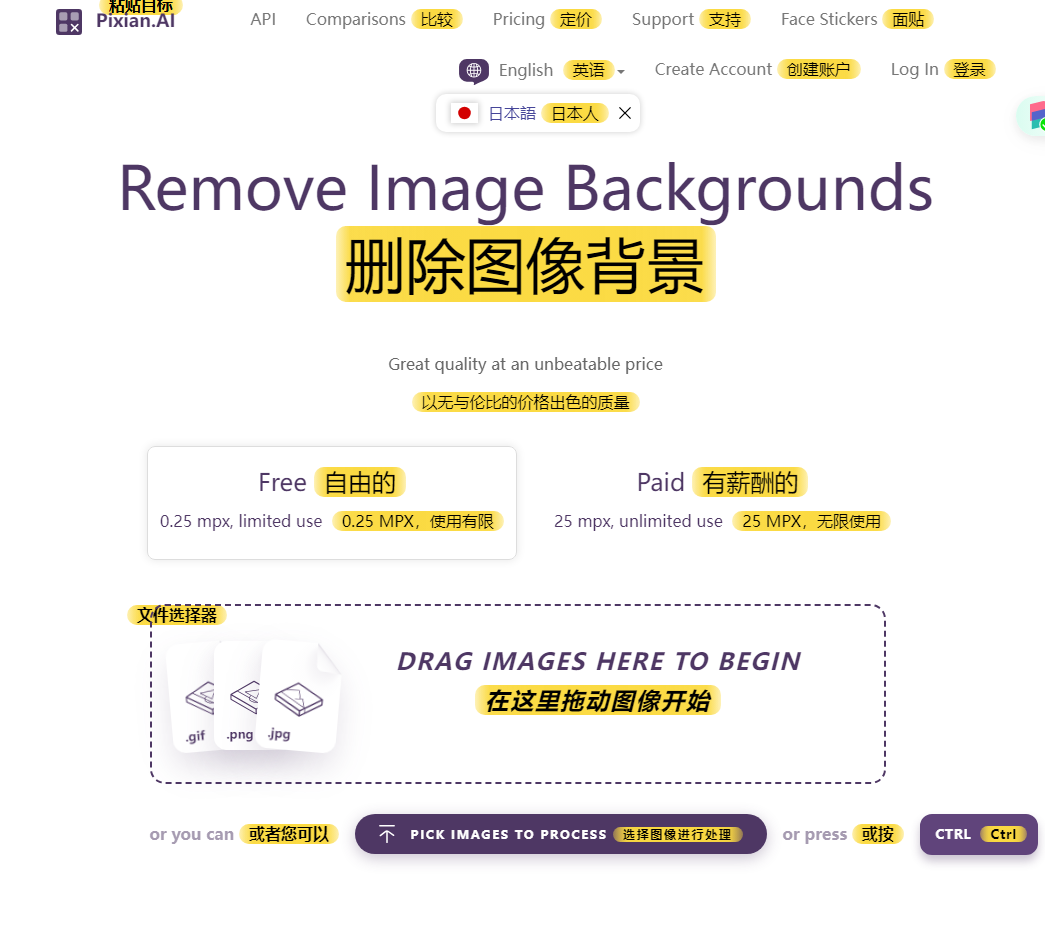 粘贴目标
Pixian.AI API Comparisons 比较 Pricing 定价 Support 支持 Face Stickers 面贴
English 英语 Create Account 创建账户 Log In 登录
日本語 日本人
Remove Image Backgrounds
删除图像背景
Great quality at an unbeatable price
以无与伦比的价格出色的质量
Free 自由的 Paid 有薪酬的
0.25 mpx, limited use 0.25 MPX，使用有限 25 mpx, unlimited use 25 MPX，无限使用
文件选择器
DRAG IMAGES HERE TO BEGIN
在这里拖动图像开始
.gif .png .jpg
or you can 或者您可以 PICK IMAGES TO PROCESS 选择图像进行处理 or press 或按 CTRL Ctrl